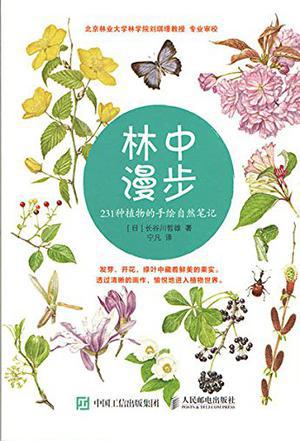 北京林业大学林学院刘琪璟教授 专业审校
林中
漫步
231种植物的手绘自然笔记
[日]长谷川哲雄 著
宁凡 译
发芽、开花,绿叶中藏着鲜美的果实。
透过清晰的画作,愉悦地进入植物世界。
中国工信出版集团
人民邮电出版社
POSTS & TELECOM PRESS